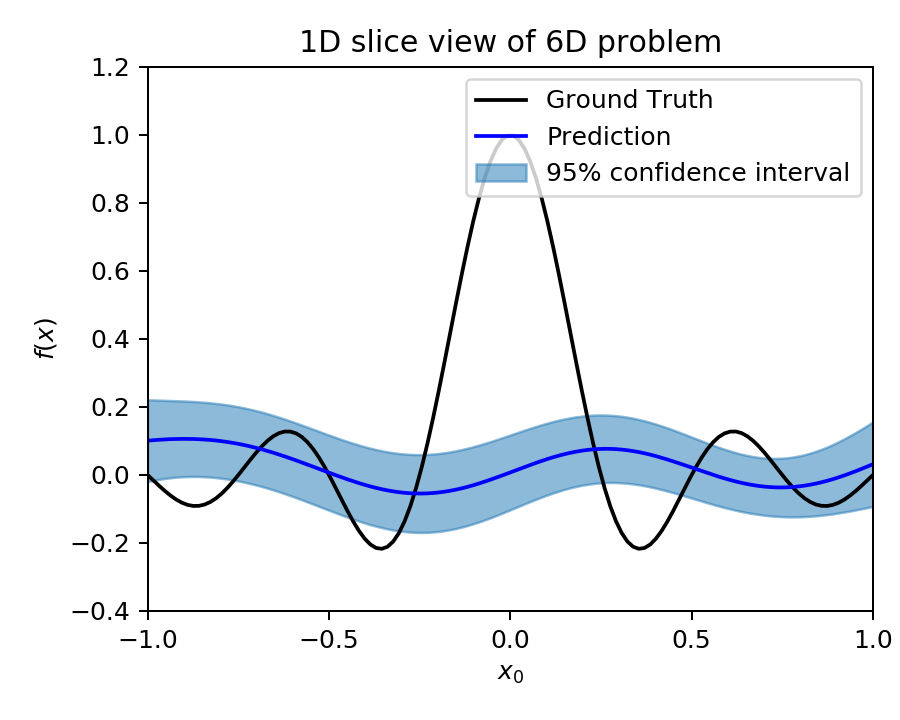 1D slice view of 6D problem
1.2
1.0
0.8
0.6
0.4
0.2
0.0
−0.2
−0.4
f(x)
Ground Truth
Prediction
95% confidence interval
−1.0 −0.5 0.0 0.5 1.0
x₀